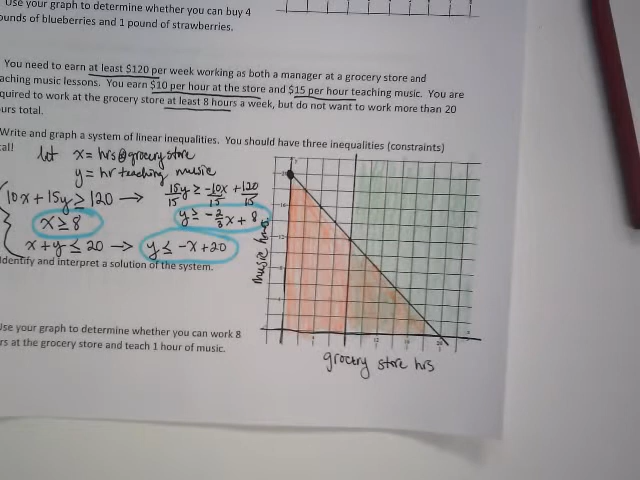 Use your graph to determine whether you can buy 4
ounds of blueberries and 1 pound of strawberries.
You need to earn at least $120 per week working as both a manager at a grocery store and
aching music lessons. You earn $10 per hour at the store and $15 per hour teaching music. You are
quired to work at the grocery store at least 8 hours a week, but do not want to work more than 20
urs total.
Write and graph a system of linear inequalities. You should have three inequalities (constraints)
call
let x = hrs @ grocery store
y = hr teaching music
10x + 15y ≥ 120 → 15y/15 ≥ -10x/15 + 120/15
x ≥ 8 y ≥ -2/3 x + 8
x + y ≤ 20 → y ≤ -x + 20
Identify and interpret a solution of the system.
Use your graph to determine whether you can work 8
rs at the grocery store and teach 1 hour of music.
music hours
grocery store hrs